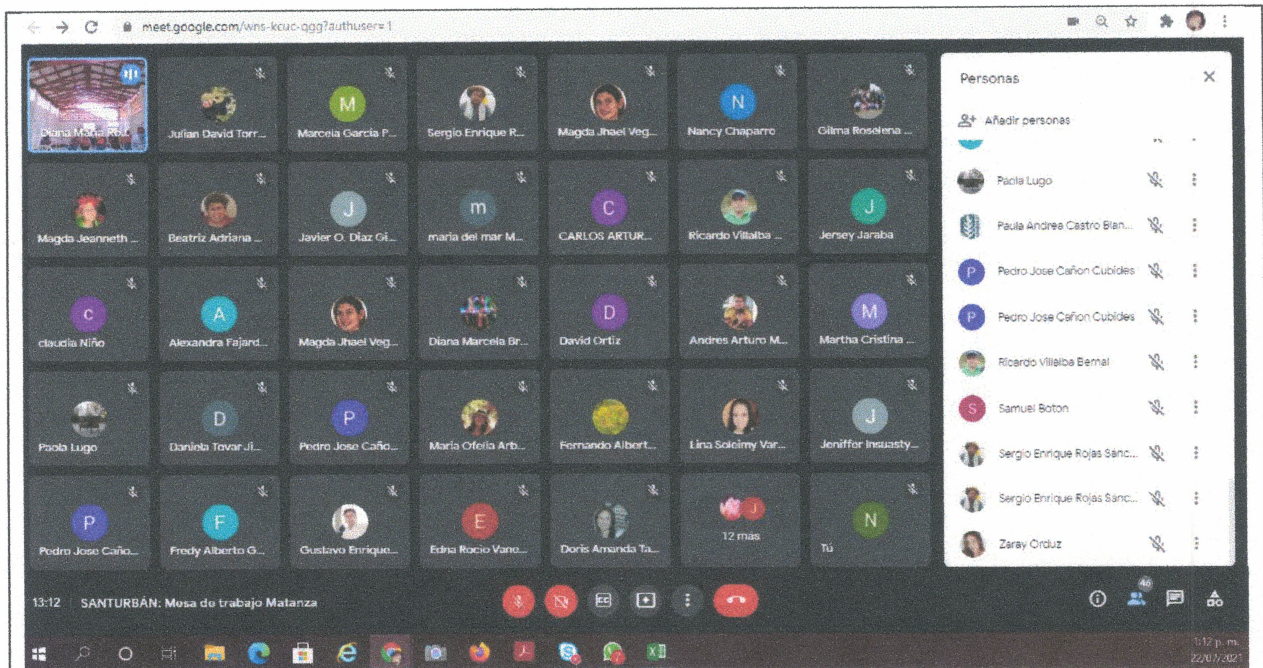 meet.google.com/wns-kcuc-qgg?authuser=1
Diana Maria Ro...
Julian David Torr...
M
Marcela Garcia P...
Sergio Enrique R...
Magda Jhael Veg...
N
Nancy Chaparro
Gilma Roselena ...
Magda Jeanneth ...
Beatriz Adriana ...
J
Javier O. Diaz Gi...
m
maria del mar M...
C
CARLOS ARTUR...
Ricardo Villalba ...
J
Jersey Jaraba
c
claudia Niño
A
Alexandra Fajard...
Magda Jhael Veg...
Diana Marcela Br...
D
David Ortiz
Andres Arturo M...
M
Martha Cristina ...
Paola Lugo
D
Daniela Tovar Ji...
P
Pedro Jose Caño...
Maria Ofelia Arb...
Fernando Albert...
Lina Soleimy Var...
J
Jeniffer Insuasty...
P
Pedro Jose Caño...
F
Fredy Alberto G...
Gustavo Enrique...
E
Edna Rocio Vane...
Doris Amanda Ta...
J
12 más
N
Tú
Personas
Añadir personas
Paola Lugo
Paula Andrea Castro Blan...
P
Pedro Jose Cañon Cubides
P
Pedro Jose Cañon Cubides
Ricardo Villalba Bernal
S
Samuel Boton
Sergio Enrique Rojas Sánc...
Sergio Enrique Rojas Sánc...
Zaray Orduz
13:12 SANTURBÁN: Mesa de trabajo Matanza
46
1:12 p. m.
22/07/2021